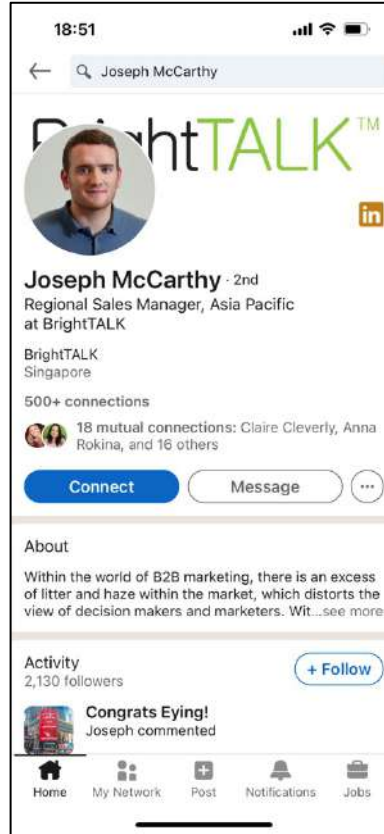 18:51
Joseph McCarthy
BrightTALK™
in
Joseph McCarthy · 2nd
Regional Sales Manager, Asia Pacific
at BrightTALK
BrightTALK
Singapore
500+ connections
18 mutual connections: Claire Cleverly, Anna
Rokina, and 16 others
Connect
Message
About
Within the world of B2B marketing, there is an excess
of litter and haze within the market, which distorts the
view of decision makers and marketers. Wit...see more
Activity
2,130 followers
+ Follow
Congrats Eying!
Joseph commented
Home
My Network
Post
Notifications
Jobs